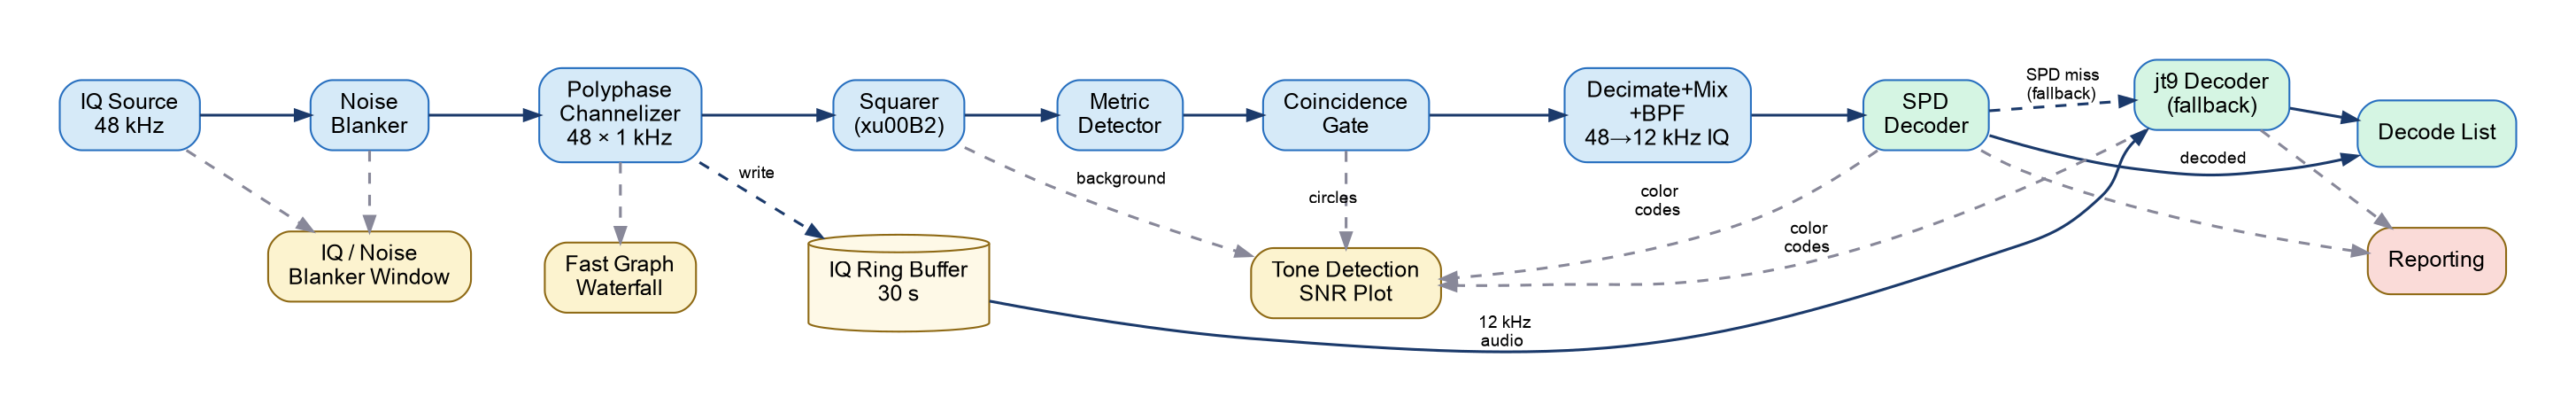 IQ Source
48 kHz
Noise
Blanker
Polyphase
Channelizer
48 × 1 kHz
Squarer
(xu00B2)
Metric
Detector
Coincidence
Gate
Decimate+Mix
+BPF
48→12 kHz IQ
SPD
Decoder
SPD miss
(fallback)
jt9 Decoder
(fallback)
Decode List
decoded
write
background
circles
color
codes
color
codes
IQ / Noise
Blanker Window
Fast Graph
Waterfall
IQ Ring Buffer
30 s
Tone Detection
SNR Plot
Reporting
12 kHz
audio